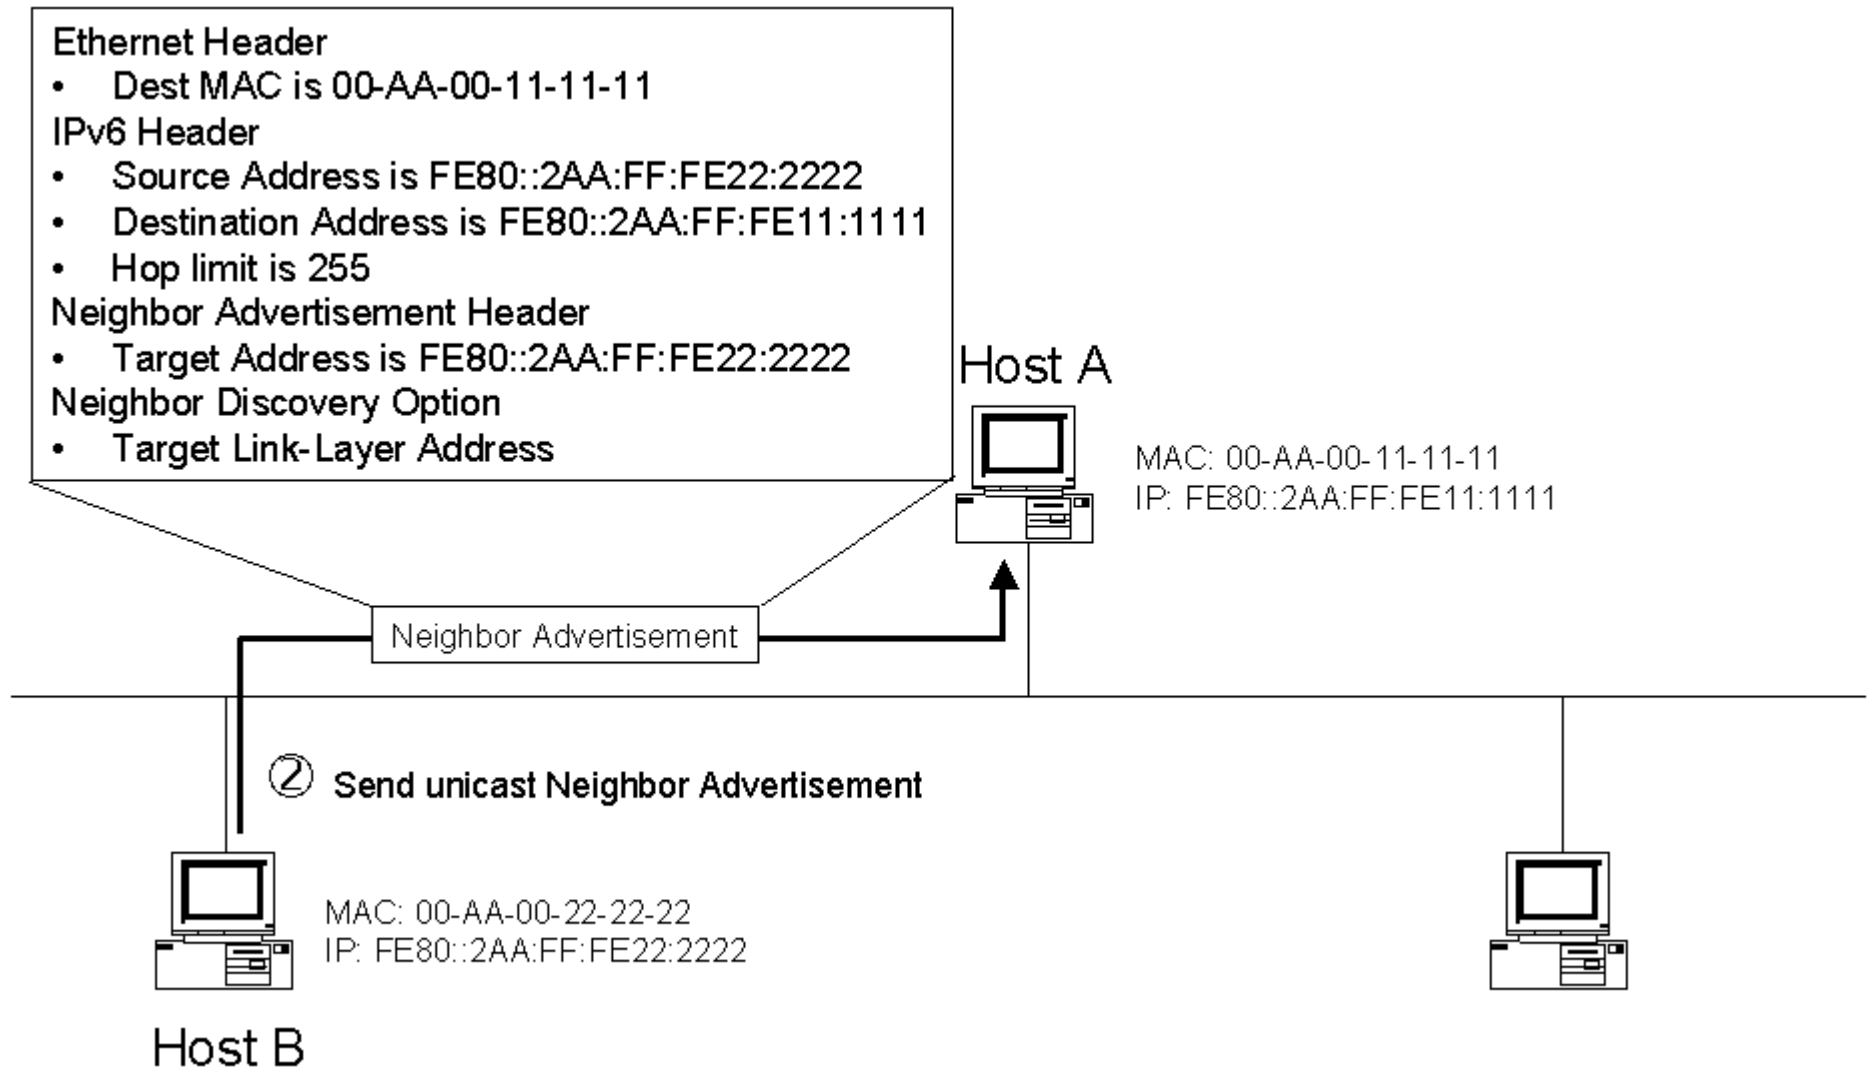 Ethernet Header
• Dest MAC is 00-AA-00-11-11-11
IPv6 Header
• Source Address is FE80::2AA:FF:FE22:2222
• Destination Address is FE80::2AA:FF:FE11:1111
• Hop limit is 255
Neighbor Advertisement Header
• Target Address is FE80::2AA:FF:FE22:2222
Neighbor Discovery Option
• Target Link-Layer Address
Host A
MAC: 00-AA-00-11-11-11
IP: FE80::2AA:FF:FE11:1111
Neighbor Advertisement
② Send unicast Neighbor Advertisement
MAC: 00-AA-00-22-22-22
IP: FE80::2AA:FF:FE22:2222
Host B